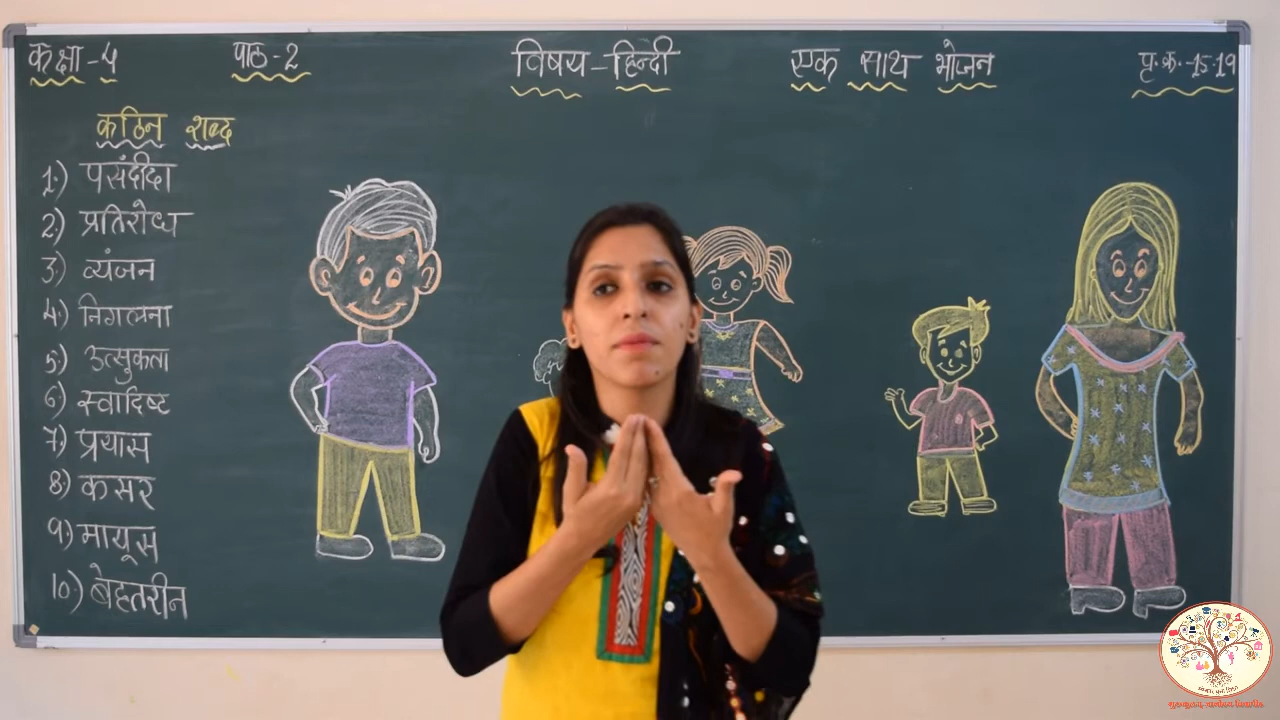 कक्षा-4 पाठ-2 विषय-हिन्दी एक साथ भोजन पृ.क्र.-15-19
कठिन शब्द
1.) पसंदीदा
2.) प्रतिरोध
3.) व्यंजन
4.) निगलना
5.) उत्सुकता
6.) स्वादिष्ट
7.) प्रयास
8.) कसर
9.) मायूस
10.) बेहतरीन